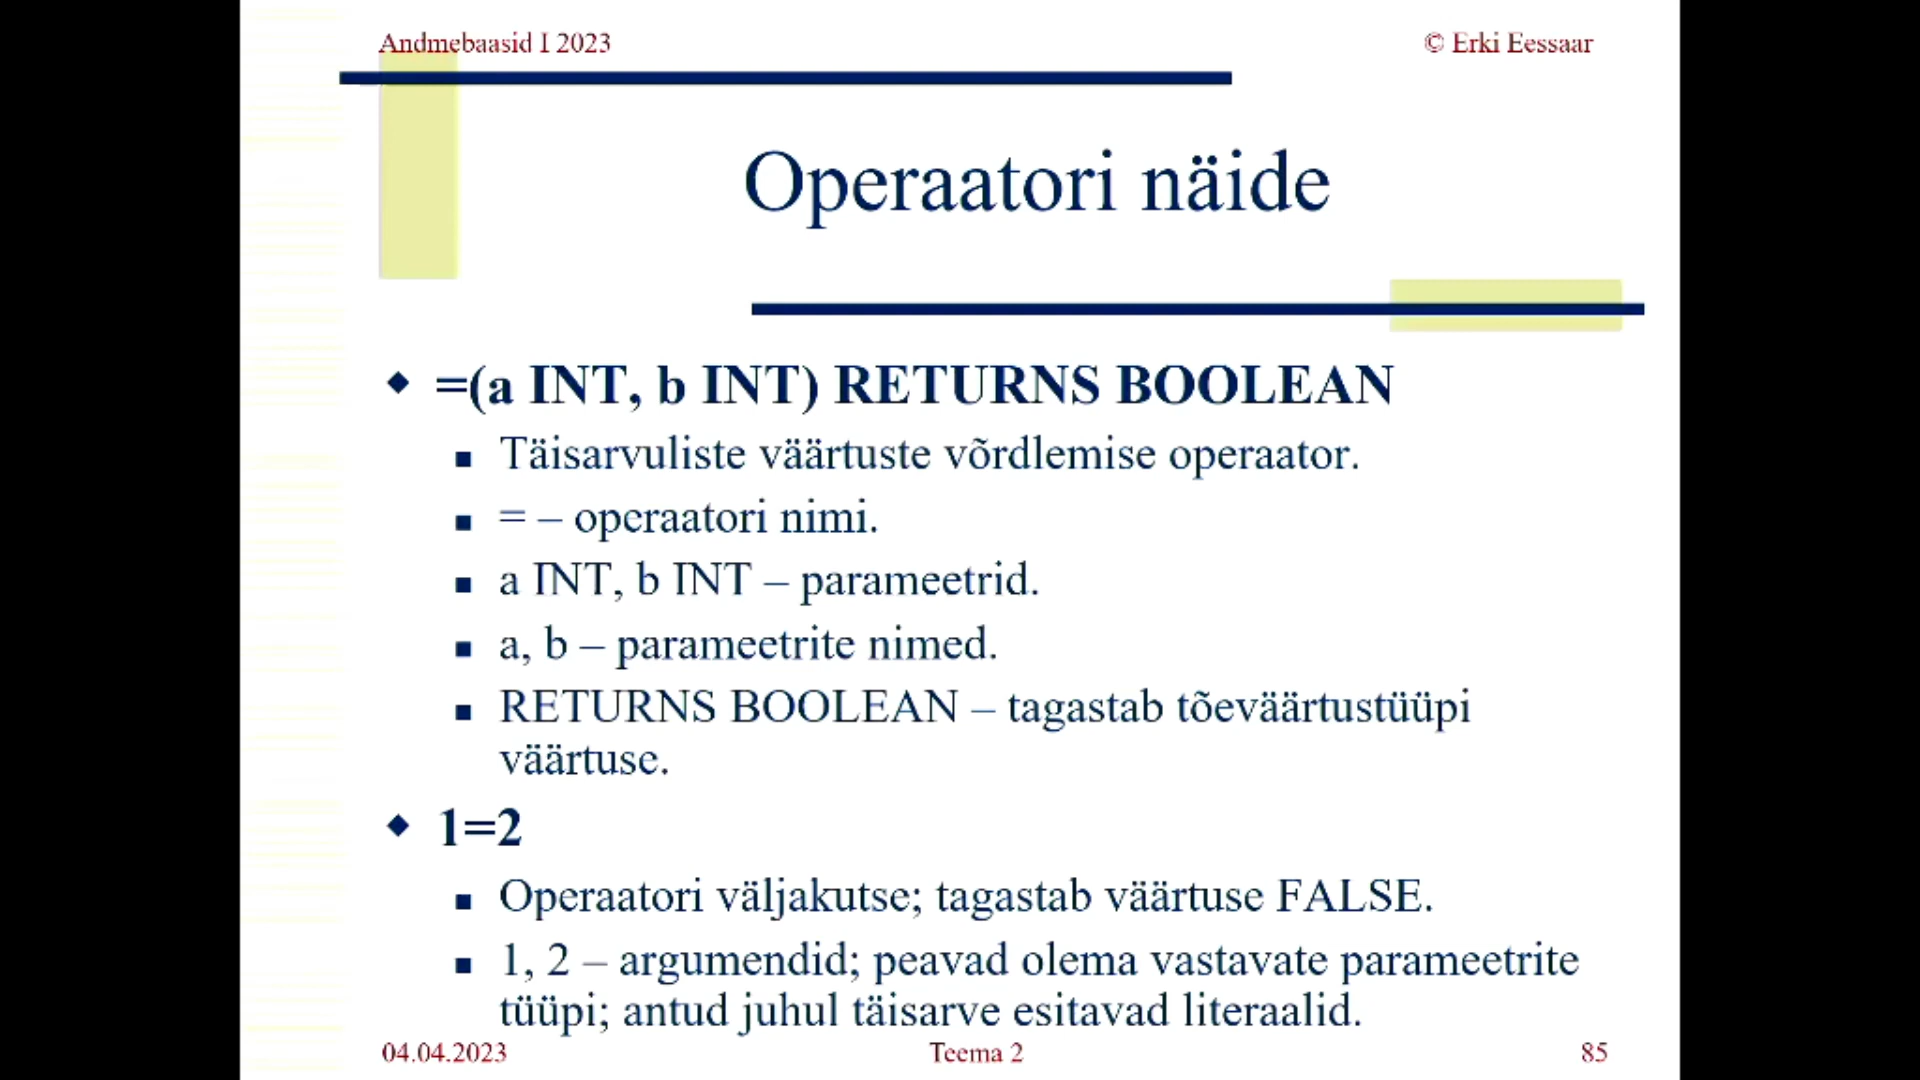 Andmebaasid I 2023
© Erki Eessaar
Operaatori näide
=(a INT, b INT) RETURNS BOOLEAN
Täisarvuliste väärtuste võrdlemise operaator.
= – operaatori nimi.
a INT, b INT – parameetrid.
a, b – parameetrite nimed.
RETURNS BOOLEAN – tagastab tõeväärtustüüpi
väärtuse.
1=2
Operaatori väljakutse; tagastab väärtuse FALSE.
1, 2 – argumendid; peavad olema vastavate parameetrite
tüüpi; antud juhul täisarve esitavad literaalid.
04.04.2023
Teema 2
85